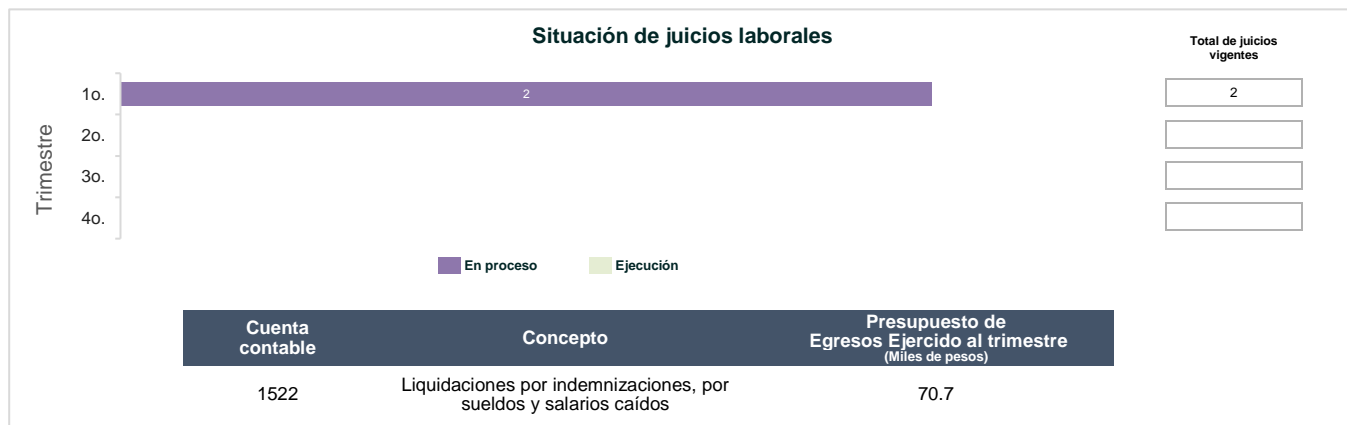 Situación de juicios laborales
Total de juicios
vigentes
Trimestre
1o.
2
2
2o.
3o.
4o.
En proceso
Ejecución
Cuenta
contable
Concepto
Presupuesto de
Egresos Ejercido al trimestre
(Miles de pesos)
1522
Liquidaciones por indemnizaciones, por
sueldos y salarios caídos
70.7